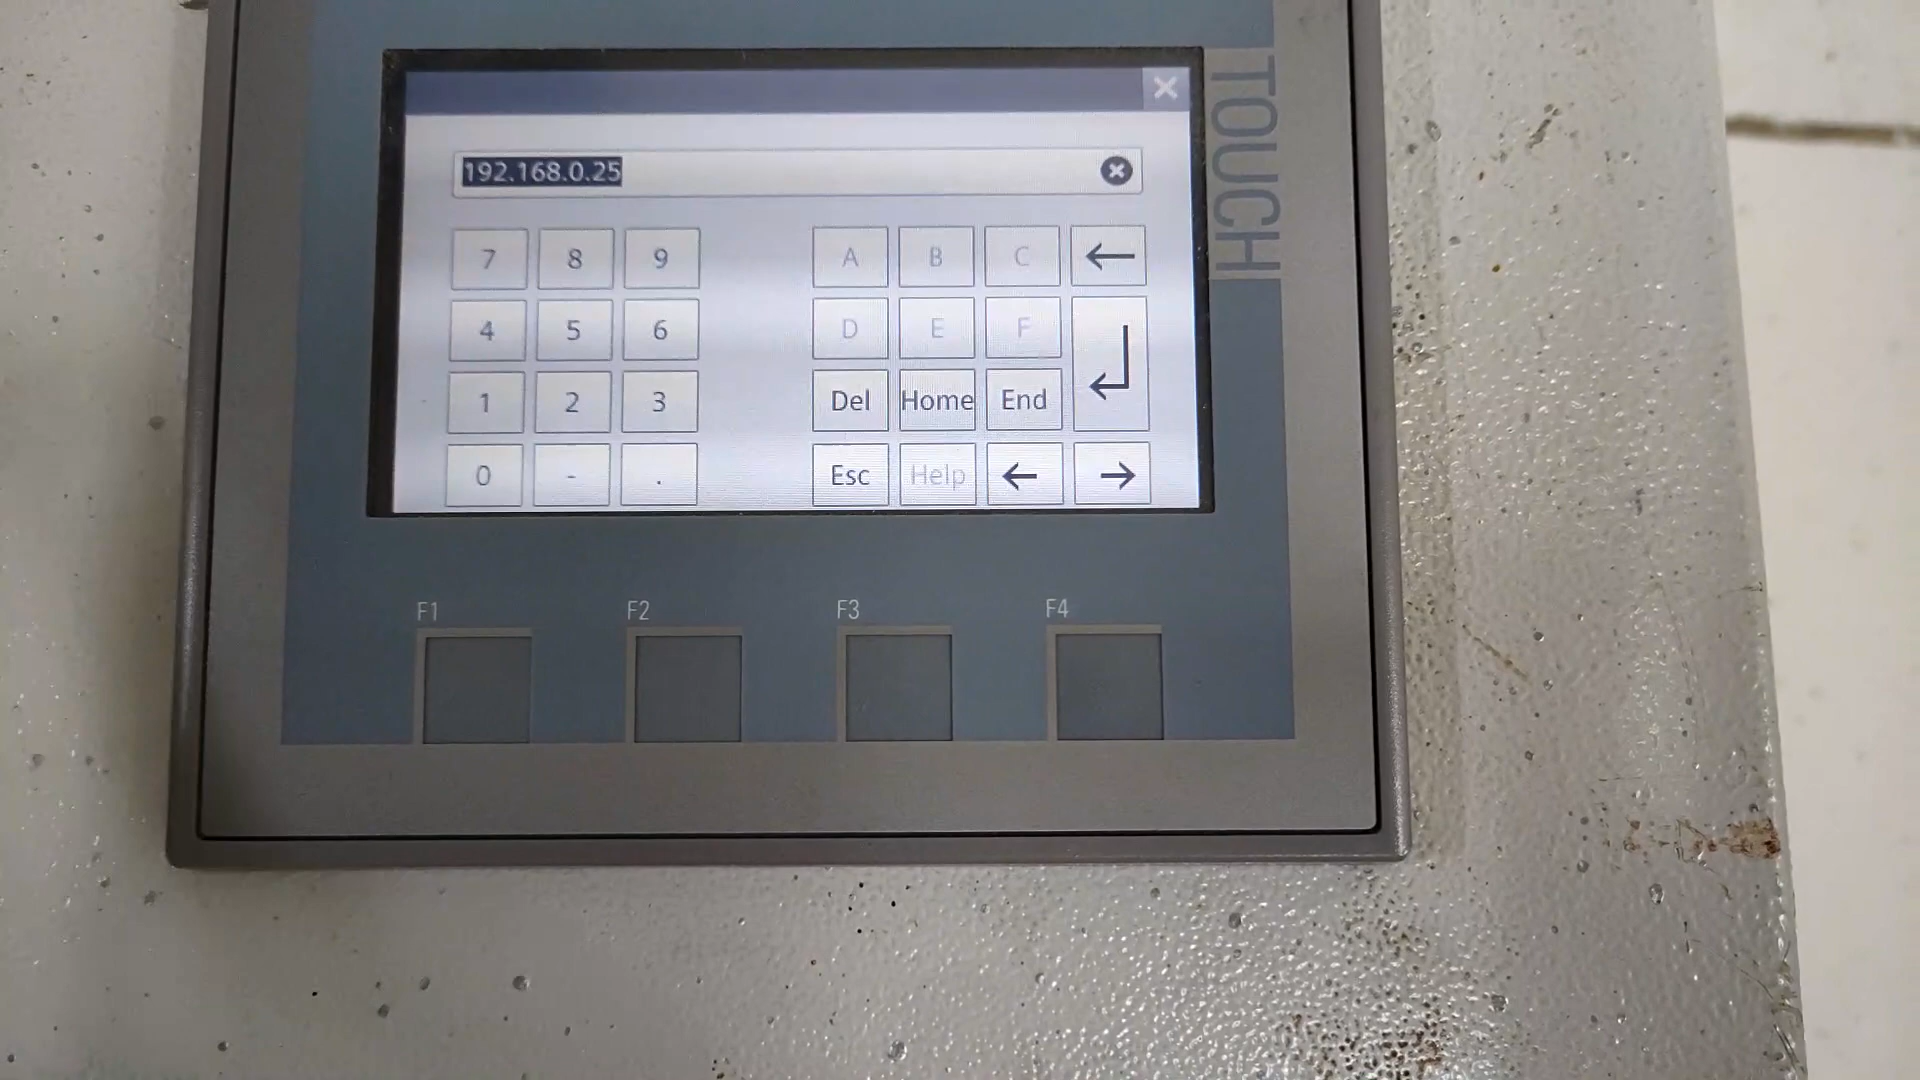 TOUCH
192.168.0.25
7 8 9 A B C
4 5 6 D E F
1 2 3 Del Home End
0 - . Esc Help
F1 F2 F3 F4